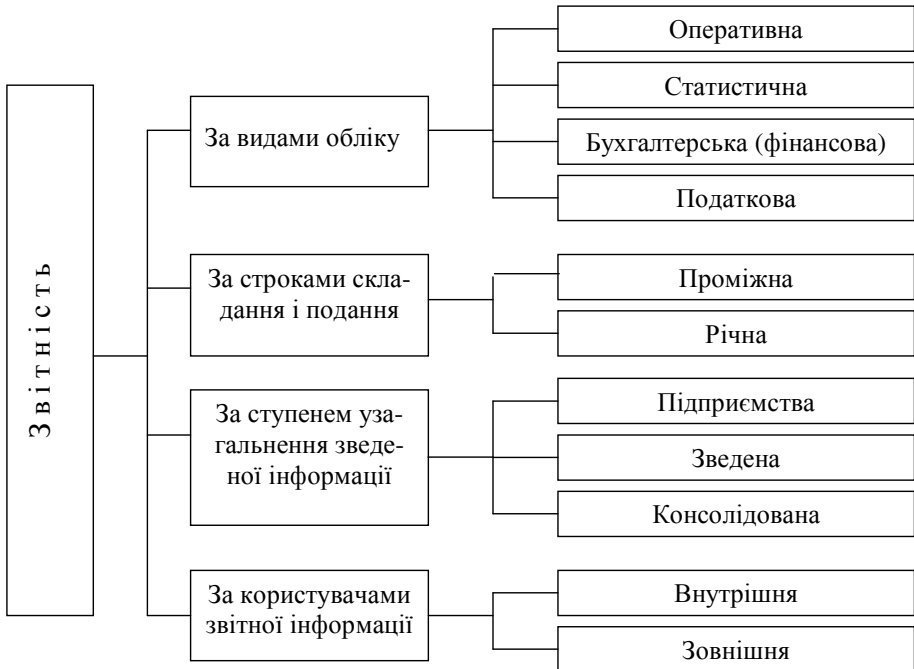 Звітність
За видами обліку
Оперативна
Статистична
Бухгалтерська (фінансова)
Податкова
За строками скла-
дання і подання
Проміжна
Річна
За ступенем уза-
гальнення зведе-
ної інформації
Підприємства
Зведена
Консолідована
За користувачами
звітної інформації
Внутрішня
Зовнішня